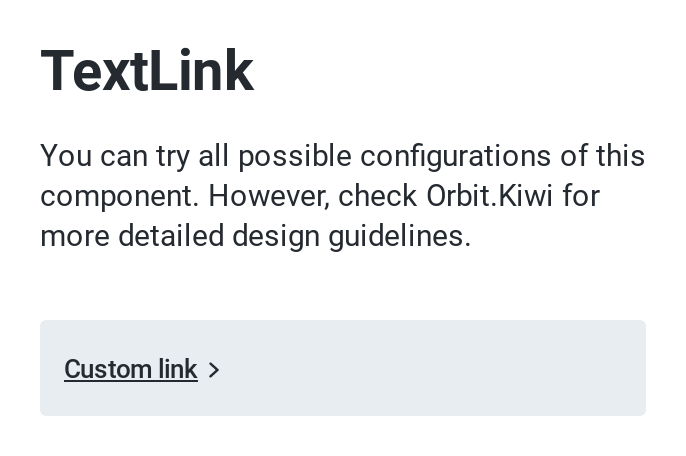 TextLink
You can try all possible configurations of this
component. However, check Orbit.Kiwi for
more detailed design guidelines.
Custom link